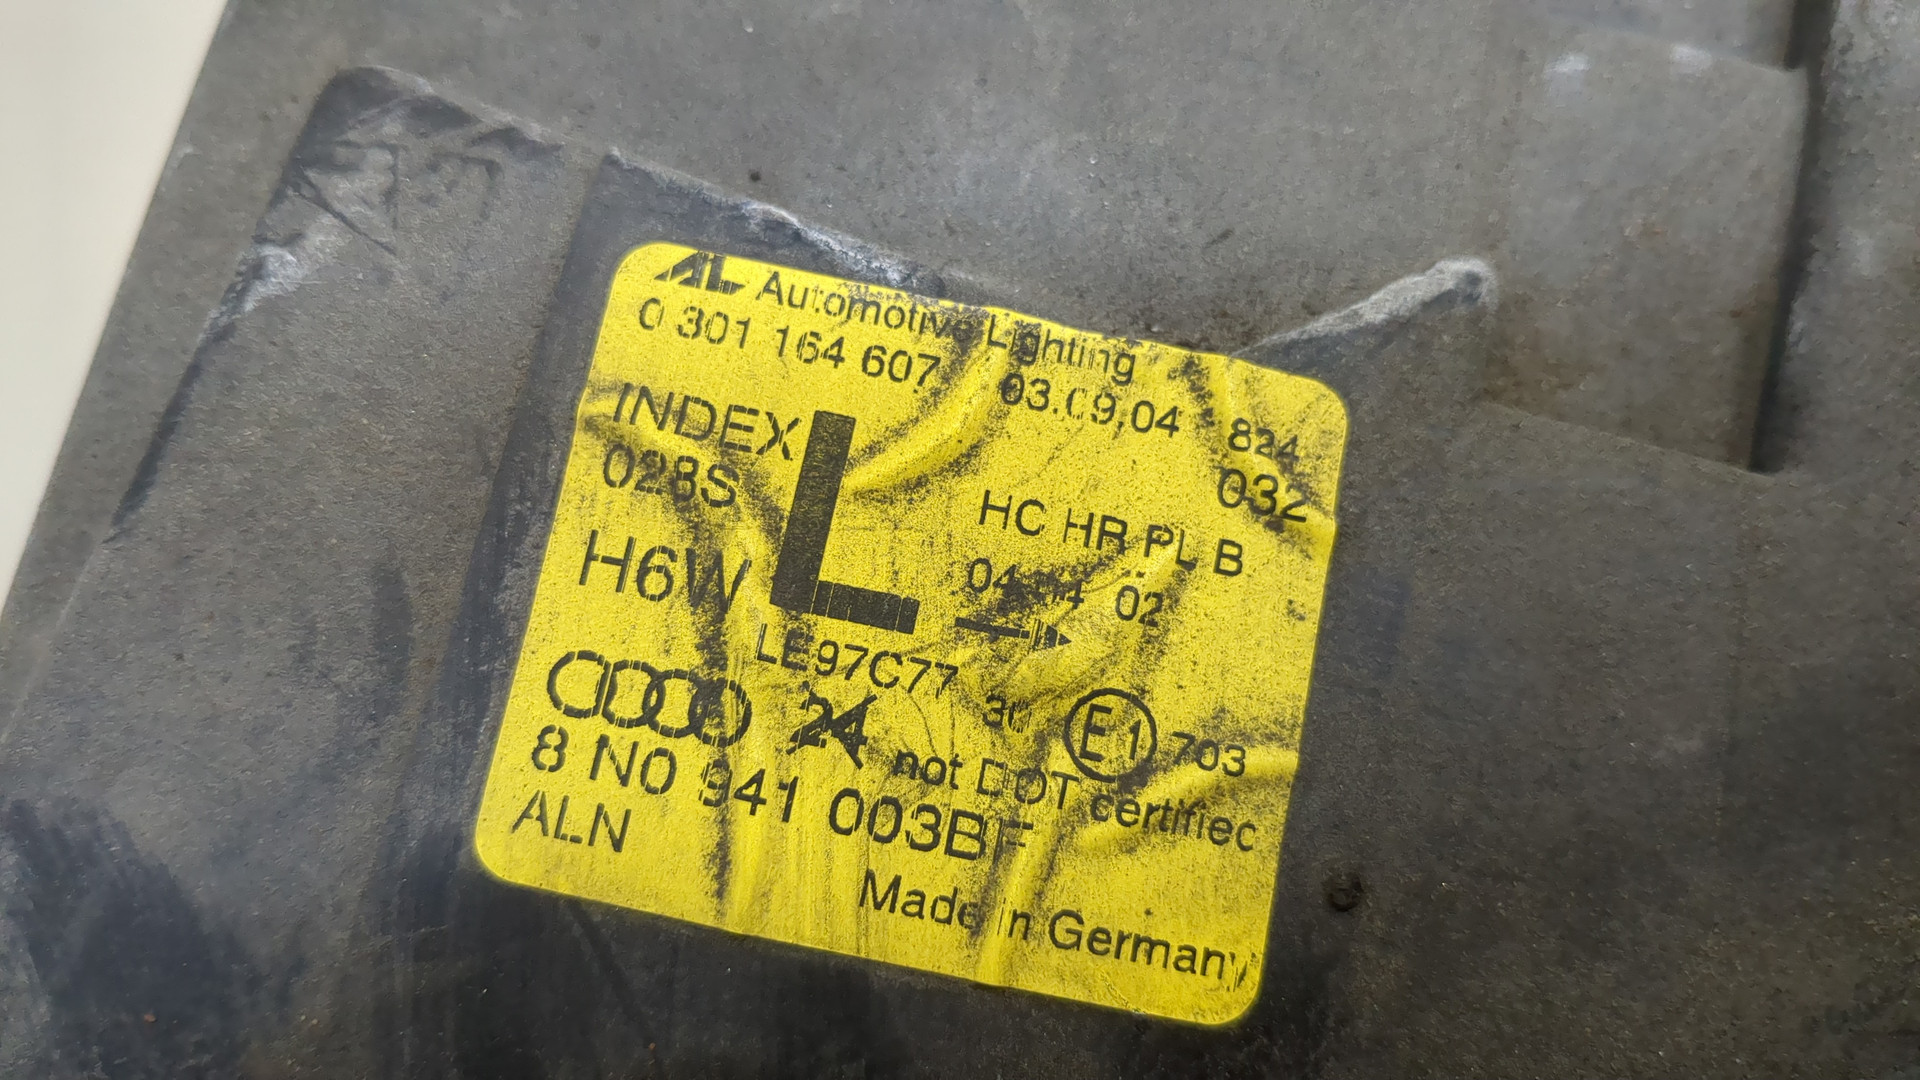 AL Automotive Lighting
0 301 164 607 03.09.04 824
INDEX L 032
028S HC HR PL B
H6W 02
LE97C77 30 E1 703
24 not DOT certified
8 N0 941 003BF
ALN
Made in Germany